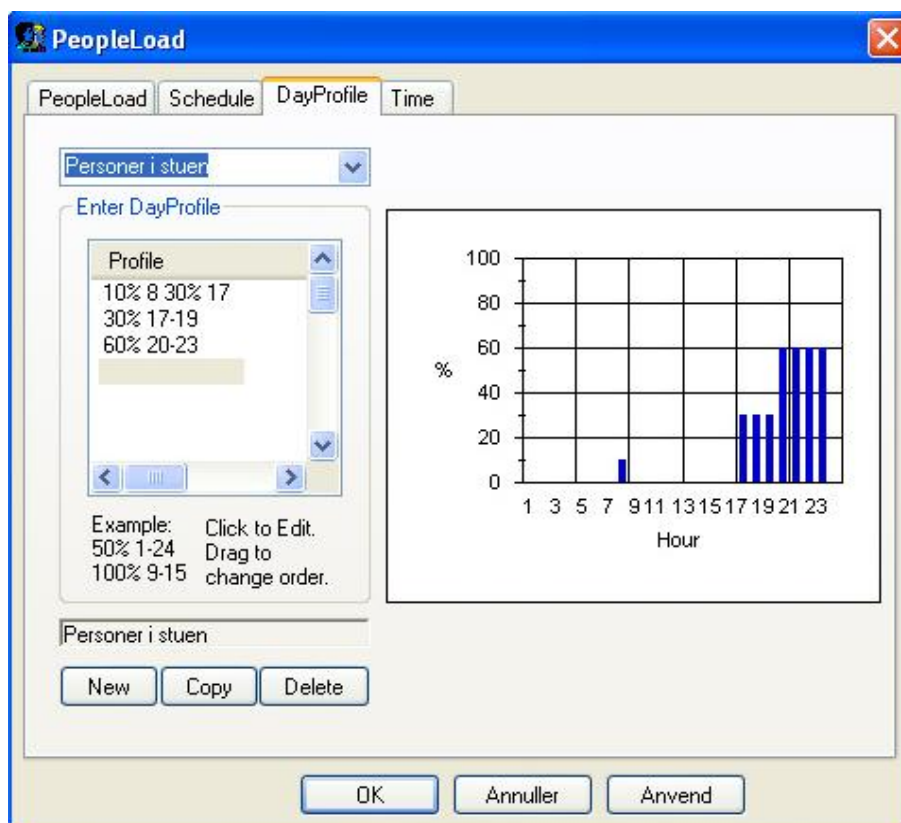 PeopleLoad
PeopleLoad Schedule DayProfile Time
Personer i stuen
Enter DayProfile
Profile
10% 8 30% 17
30% 17-19
60% 20-23
Example:
50% 1-24
100% 9-15
Click to Edit.
Drag to
change order.
Personer i stuen
New Copy Delete
100
80
60
%
40
20
0
1 3 5 7 9 11 13 15 17 19 21 23
Hour
OK Annuller Anvend